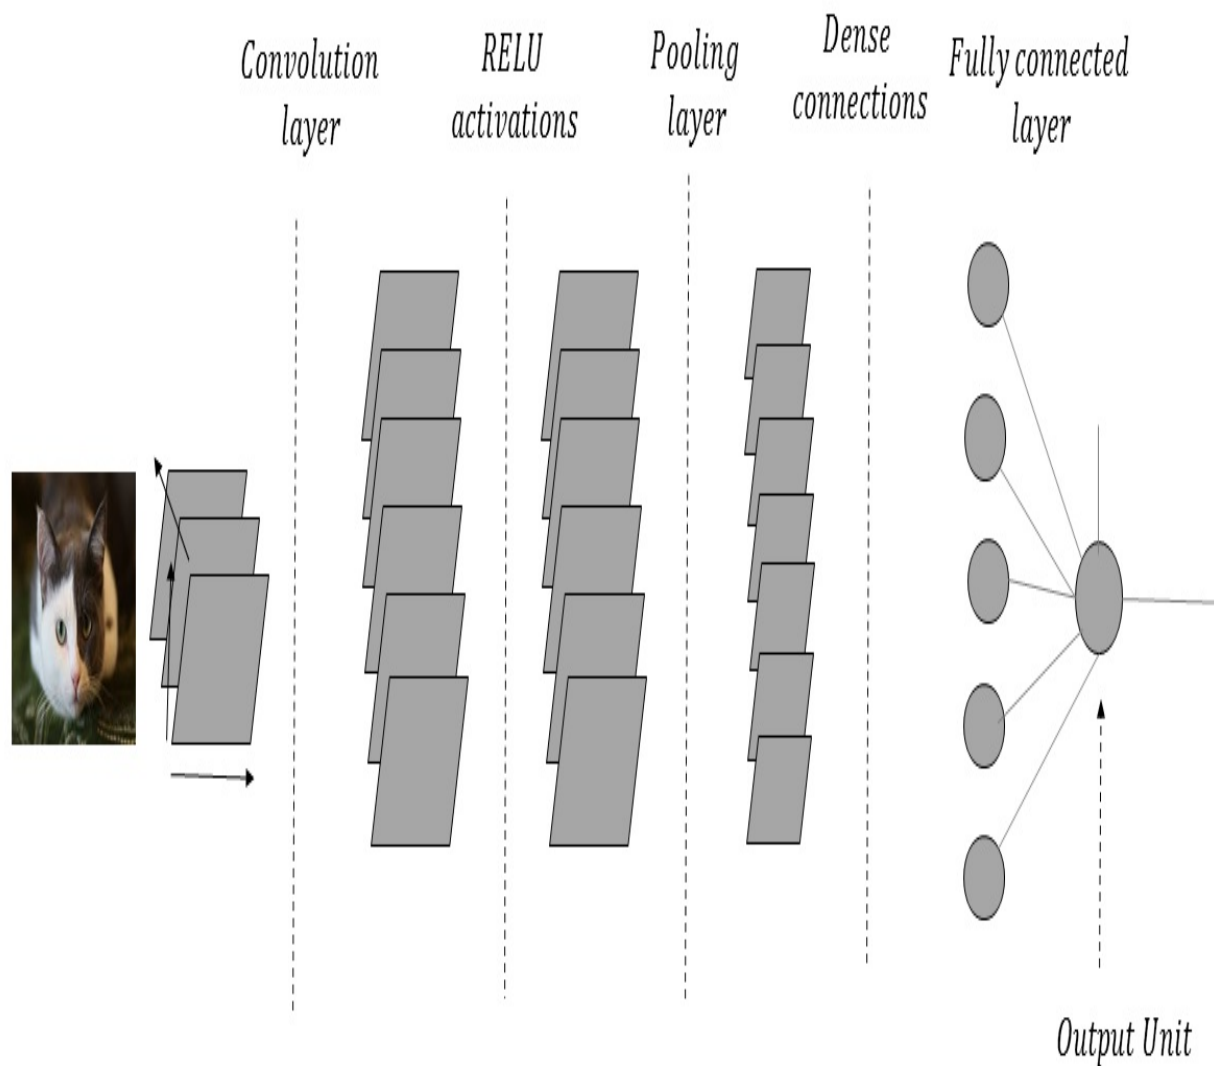 Convolution
layer
RELU
activations
Pooling
layer
Dense
connections
Fully connected
layer
Output Unit